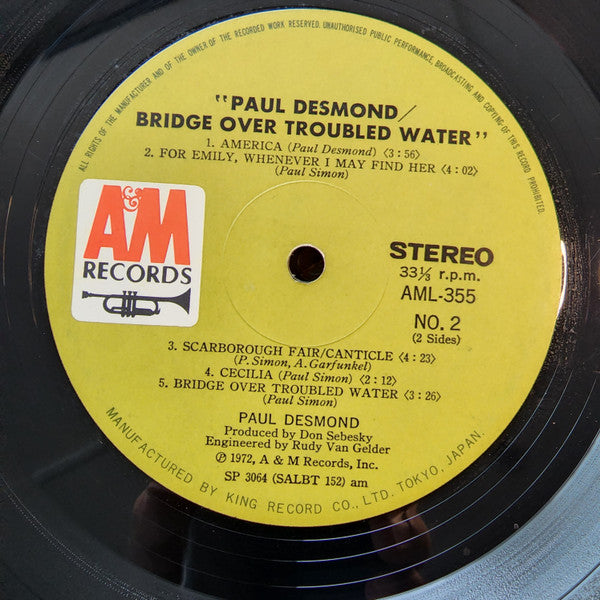 ALL RIGHTS OF THE MANUFACTURER AND OF THE OWNER OF THE RECORDED WORK RESERVED. UNAUTHORISED PUBLIC PERFORMANCE, BROADCASTING AND COPYING OF THIS RECORD PROHIBITED.
"PAUL DESMOND/
BRIDGE OVER TROUBLED WATER"
1. AMERICA (Paul Desmond) ⟨3:56⟩
2. FOR EMILY, WHENEVER I MAY FIND HER ⟨4:02⟩
(Paul Simon)
A&M
RECORDS
STEREO
33⅓ r.p.m.
AML-355
NO. 2
(2 Sides)
3. SCARBOROUGH FAIR/CANTICLE ⟨4:23⟩
(P. Simon, A. Garfunkel)
4. CECILIA (Paul Simon) ⟨2:12⟩
5. BRIDGE OVER TROUBLED WATER ⟨3:26⟩
(Paul Simon)
PAUL DESMOND
Produced by Don Sebesky
Engineered by Rudy Van Gelder
℗ 1972, A & M Records, Inc.
SP 3064 (SALBT 152) am
MANUFACTURED BY KING RECORD CO., LTD. TOKYO, JAPAN.